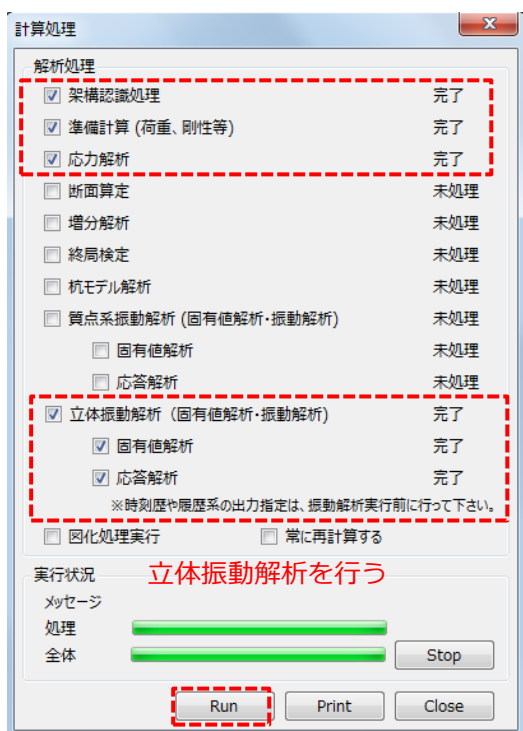 計算処理
解析処理
架構認識処理 完了
準備計算 (荷重、剛性等) 完了
応力解析 完了
断面算定 未処理
増分解析 未処理
終局検定 未処理
杭モデル解析 未処理
質点系振動解析 (固有値解析・振動解析) 未処理
固有値解析 未処理
応答解析 未処理
立体振動解析（固有値解析・振動解析) 完了
固有値解析 完了
応答解析 完了
※時刻歴や履歴系の出力指定は、振動解析実行前に行って下さい。
図化処理実行 常に再計算する
実行状況 立体振動解析を行う
メッセージ
処理
全体 Stop
Run Print Close